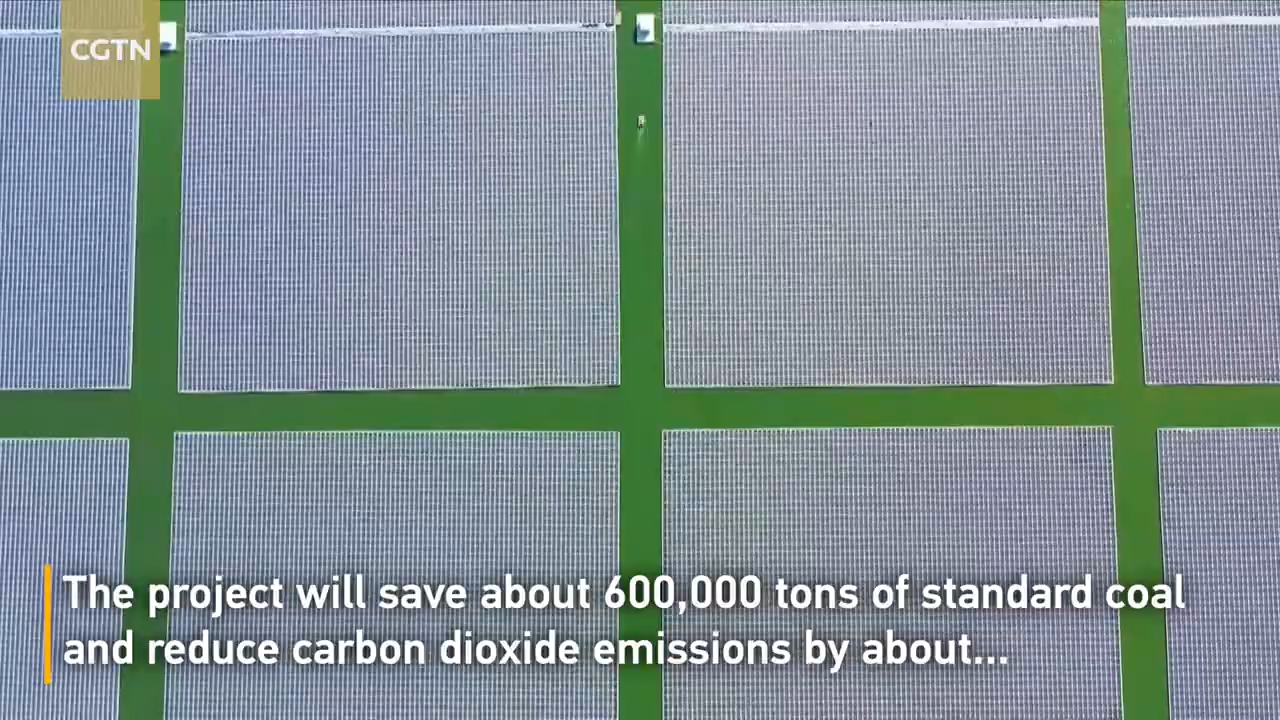 CGTN
The project will save about 600,000 tons of standard coal
and reduce carbon dioxide emissions by about...